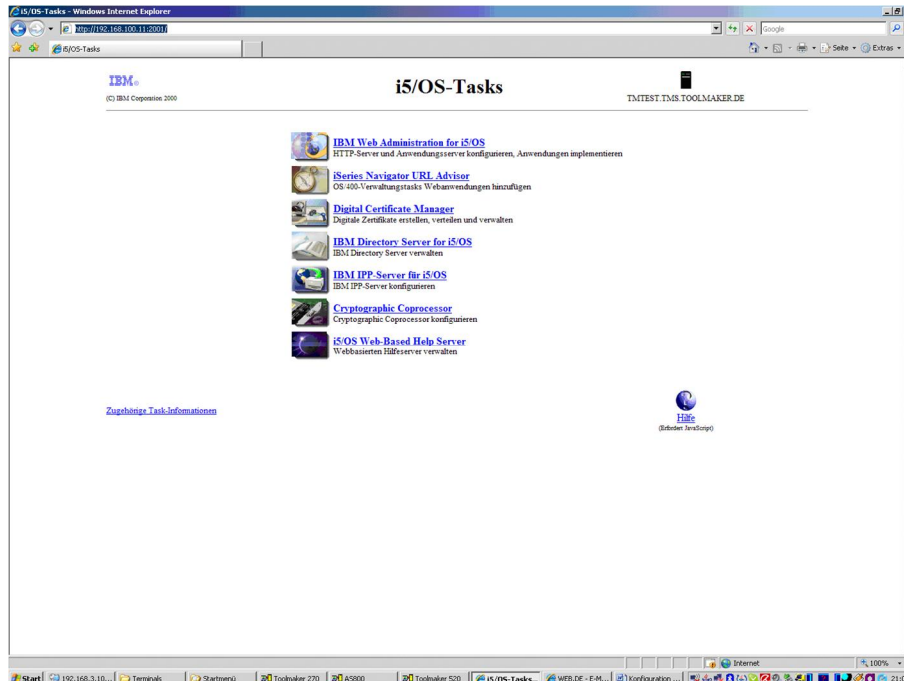 i5/OS-Tasks - Windows Internet Explorer
http://192.168.100.11:2001/
Google
i5/OS-Tasks
Seite
Extras
IBM®
(C) IBM Corporation 2000
i5/OS-Tasks
TMTEST.TMS.TOOLMAKER.DE
IBM Web Administration for i5/OS
HTTP-Server und Anwendungsserver konfigurieren, Anwendungen implementieren
iSeries Navigator URL Advisor
OS/400-Verwaltungstasks Webanwendungen hinzufügen
Digital Certificate Manager
Digitale Zertifikate erstellen, verteilen und verwalten
IBM Directory Server for i5/OS
IBM Directory Server verwalten
IBM IPP-Server für i5/OS
IBM IPP-Server konfigurieren
Cryptographic Coprocessor
Cryptographic Coprocessor konfigurieren
i5/OS Web-Based Help Server
Webbasierten Hilfeserver verwalten
Zugehörige Task-Informationen
Hilfe
(Erfordert JavaScript)
Internet
100%
Start
192.168.3.10...
Terminals
Startmenü
Toolmaker 270
AS800
Toolmaker 520
i5/OS-Tasks...
WEB.DE - E-M...
Konfiguration ...